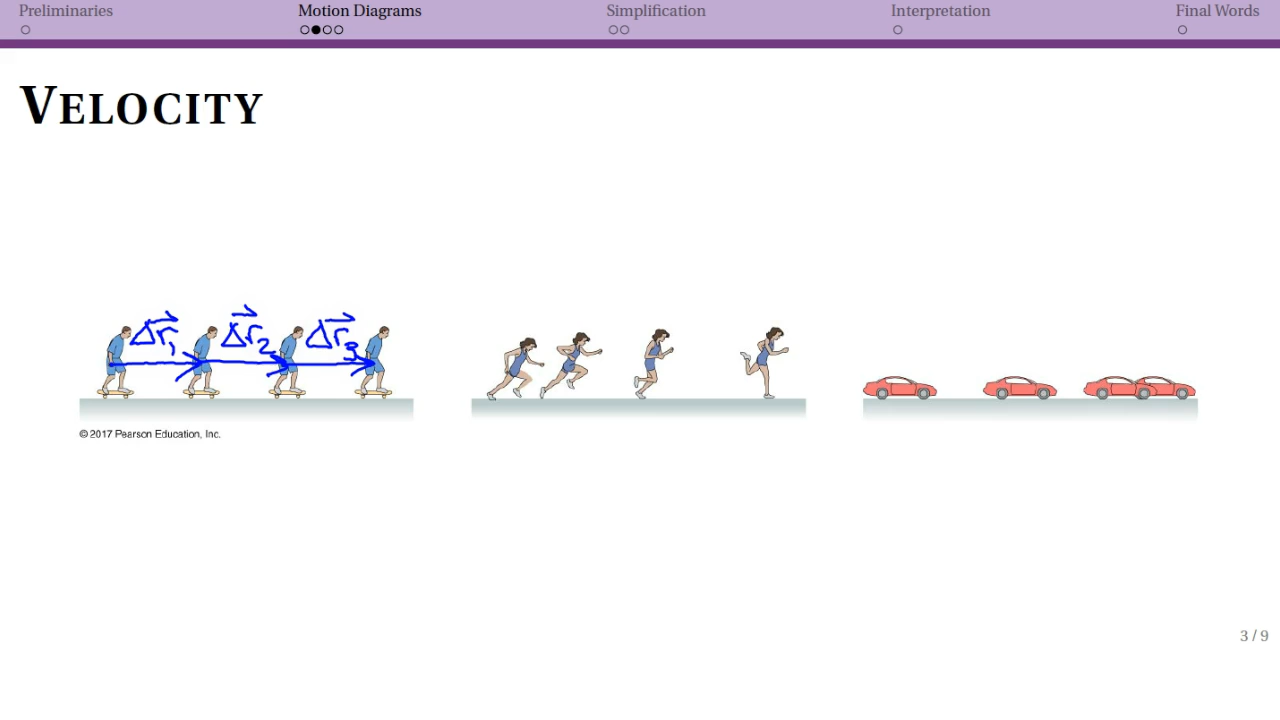 Preliminaries Motion Diagrams Simplification Interpretation Final Words
VELOCITY
Δr⃗₁ Δr⃗₂ Δr⃗₃
© 2017 Pearson Education, Inc.
3 / 9